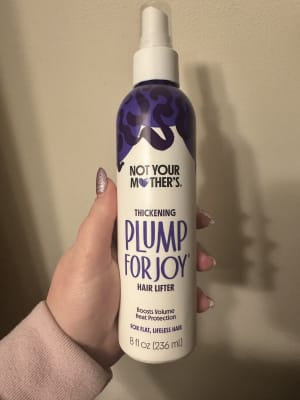 NOT YOUR
MOTHER'S.
THICKENING
PLUMP
FOR JOY®
HAIR LIFTER
Boosts Volume
Heat Protection
FOR FLAT, LIFELESS HAIR
8 fl oz (236 mL)